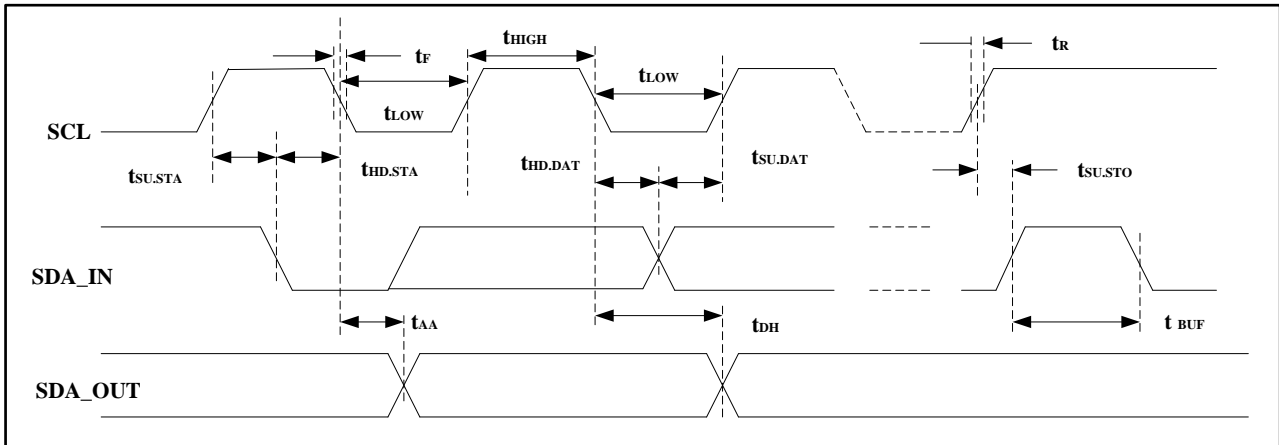 tF
tHIGH
tR
tLOW
tLOW
SCL
tSU.STA
tHD.STA
tHD.DAT
tSU.DAT
tSU.STO
SDA_IN
tAA
tDH
t BUF
SDA_OUT